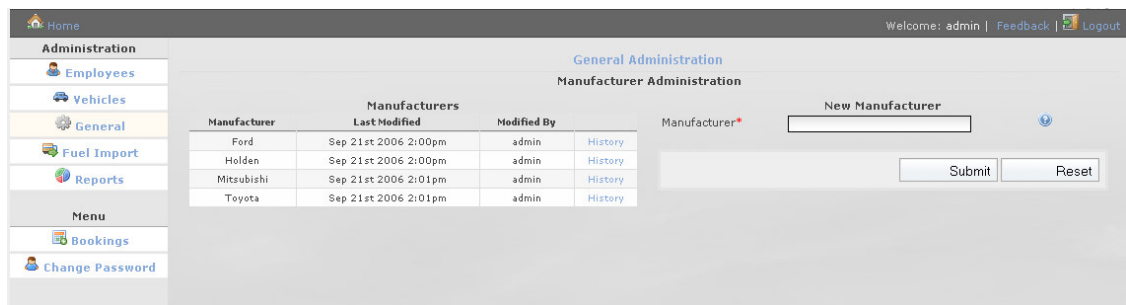 Home
Welcome: admin | Feedback | Logout
Administration
Employees
Vehicles
General
Fuel Import
Reports
Menu
Bookings
Change Password
General Administration
Manufacturer Administration
Manufacturers
Manufacturer Last Modified Modified By
Ford Sep 21st 2006 2:00pm admin History
Holden Sep 21st 2006 2:00pm admin History
Mitsubishi Sep 21st 2006 2:01pm admin History
Toyota Sep 21st 2006 2:01pm admin History
New Manufacturer
Manufacturer*
Submit Reset